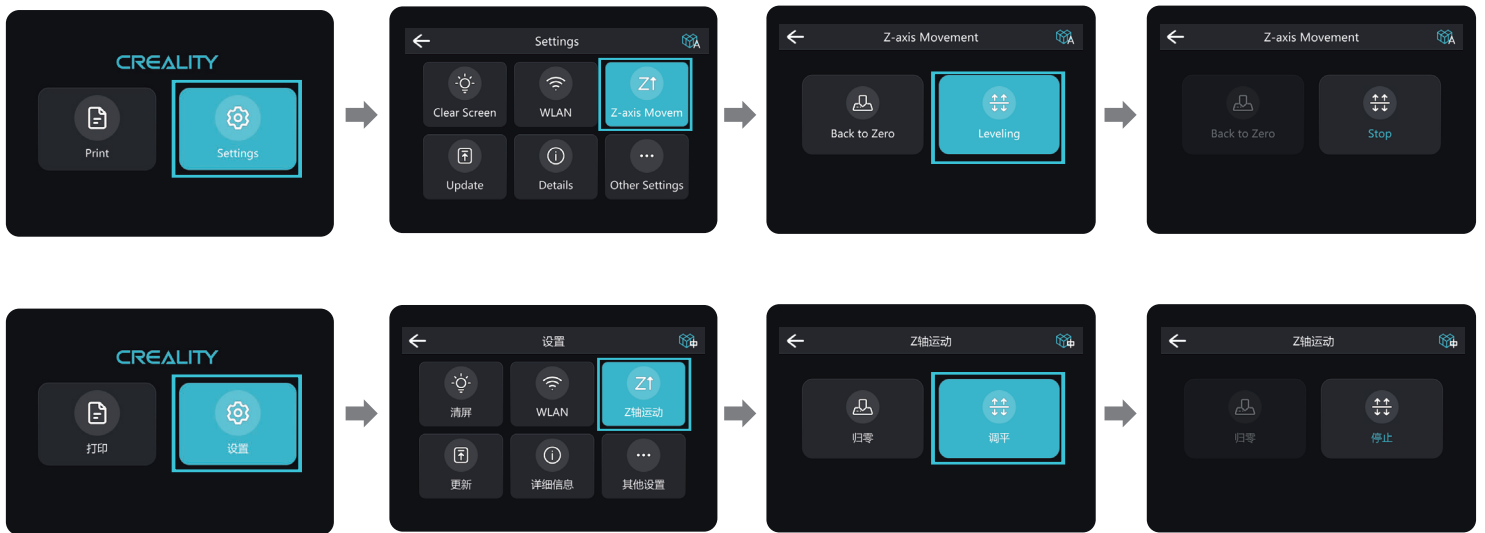 CREALITY
Print
Settings
Settings
A
Clear Screen
WLAN
Z↑
Z-axis Movem
Update
Details
Other Settings
Z-axis Movement
A
Back to Zero
Leveling
Z-axis Movement
A
Back to Zero
Stop
CREALITY
打印
设置
设置
中
清屏
WLAN
Z↑
Z轴运动
更新
详细信息
其他设置
Z轴运动
中
归零
调平
Z轴运动
中
归零
停止